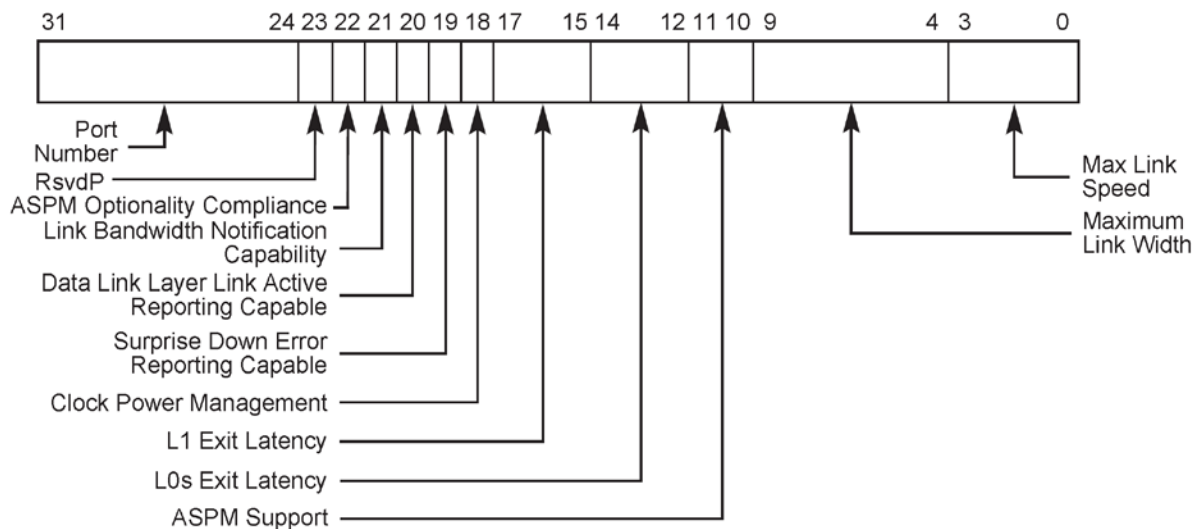 31 24 23 22 21 20 19 18 17 15 14 12 11 10 9 4 3 0
Port
Number
RsvdP
ASPM Optionality Compliance
Link Bandwidth Notification
Capability
Data Link Layer Link Active
Reporting Capable
Surprise Down Error
Reporting Capable
Clock Power Management
L1 Exit Latency
L0s Exit Latency
ASPM Support
Max Link
Speed
Maximum
Link Width